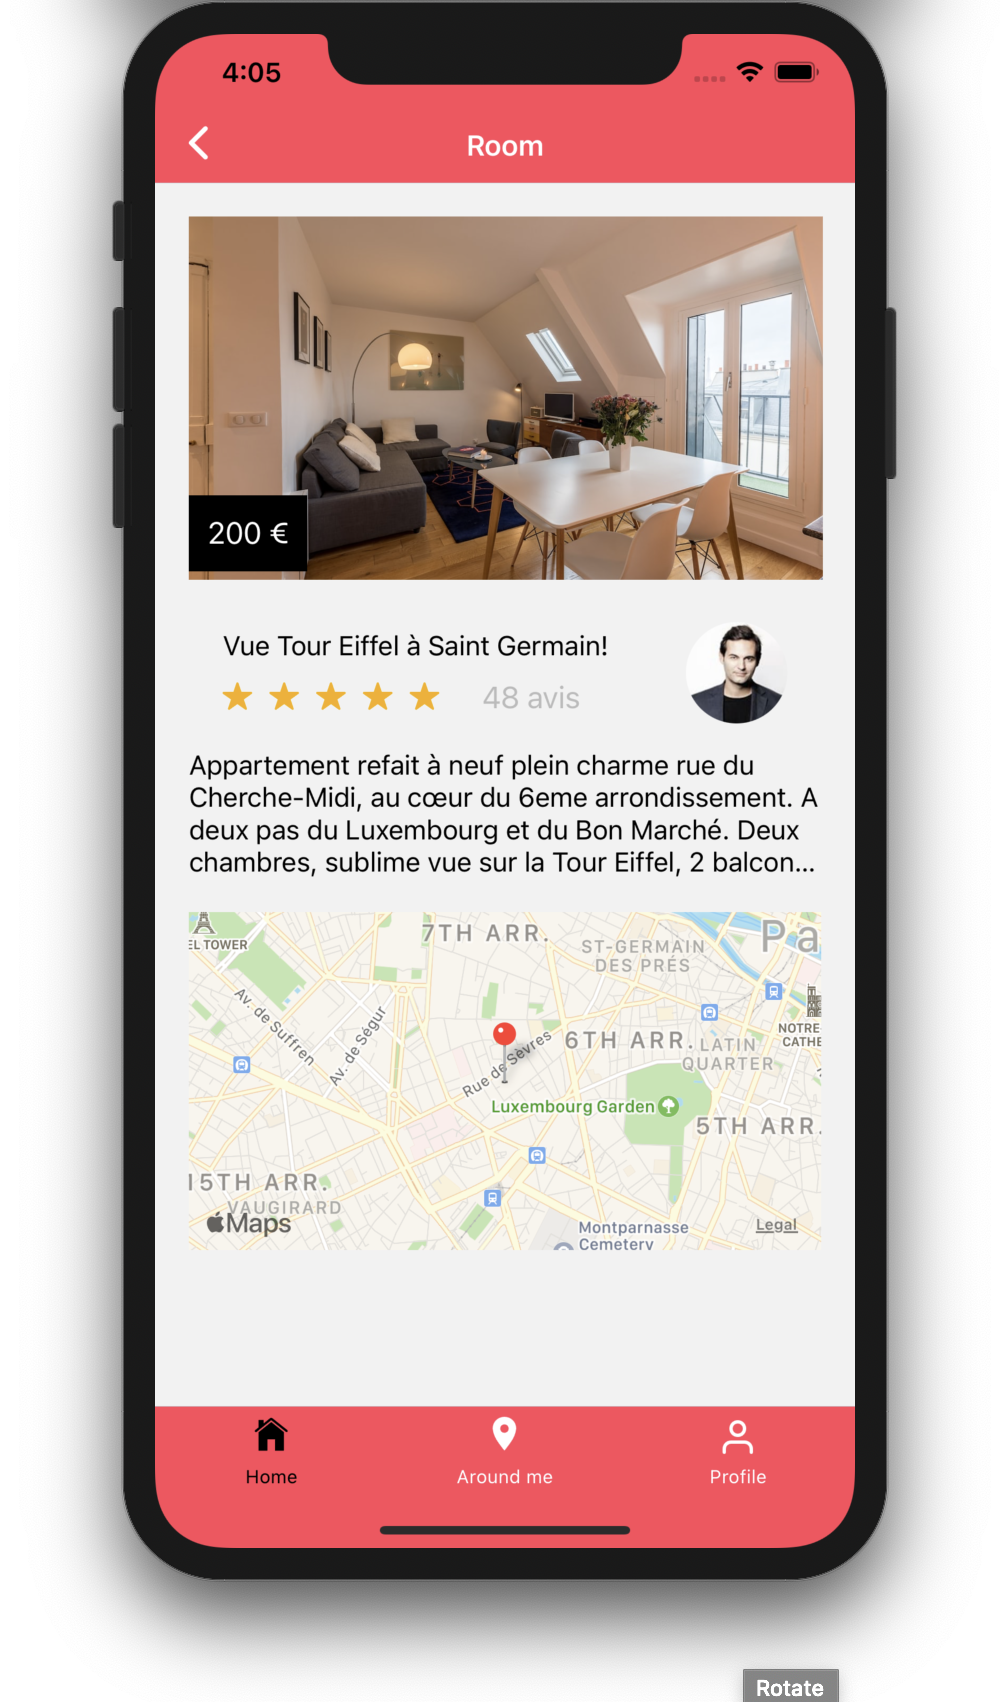 4:05
Room
200 €
Vue Tour Eiffel à Saint Germain!
48 avis
Appartement refait à neuf plein charme rue du
Cherche-Midi, au cœur du 6eme arrondissement. A
deux pas du Luxembourg et du Bon Marché. Deux
chambres, sublime vue sur la Tour Eiffel, 2 balcon...
EL TOWER
7TH ARR.
ST-GERMAIN
DES PRÉS
Pa
Av. de Suffren
Av. de Ségur
Rue de Sèvres
6TH ARR.
LATIN
QUARTER
NOTRE
CATHE
Luxembourg Garden
5TH ARR.
15TH ARR.
VAUGIRARD
Maps
Montparnasse
Cemetery
Legal
Home
Around me
Profile
Rotate